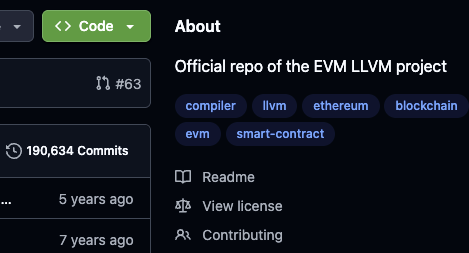 Code
About
Official repo of the EVM LLVM project
#63
compiler llvm ethereum blockchain
evm smart-contract
190,634 Commits
Readme
... 5 years ago
View license
7 years ago
Contributing